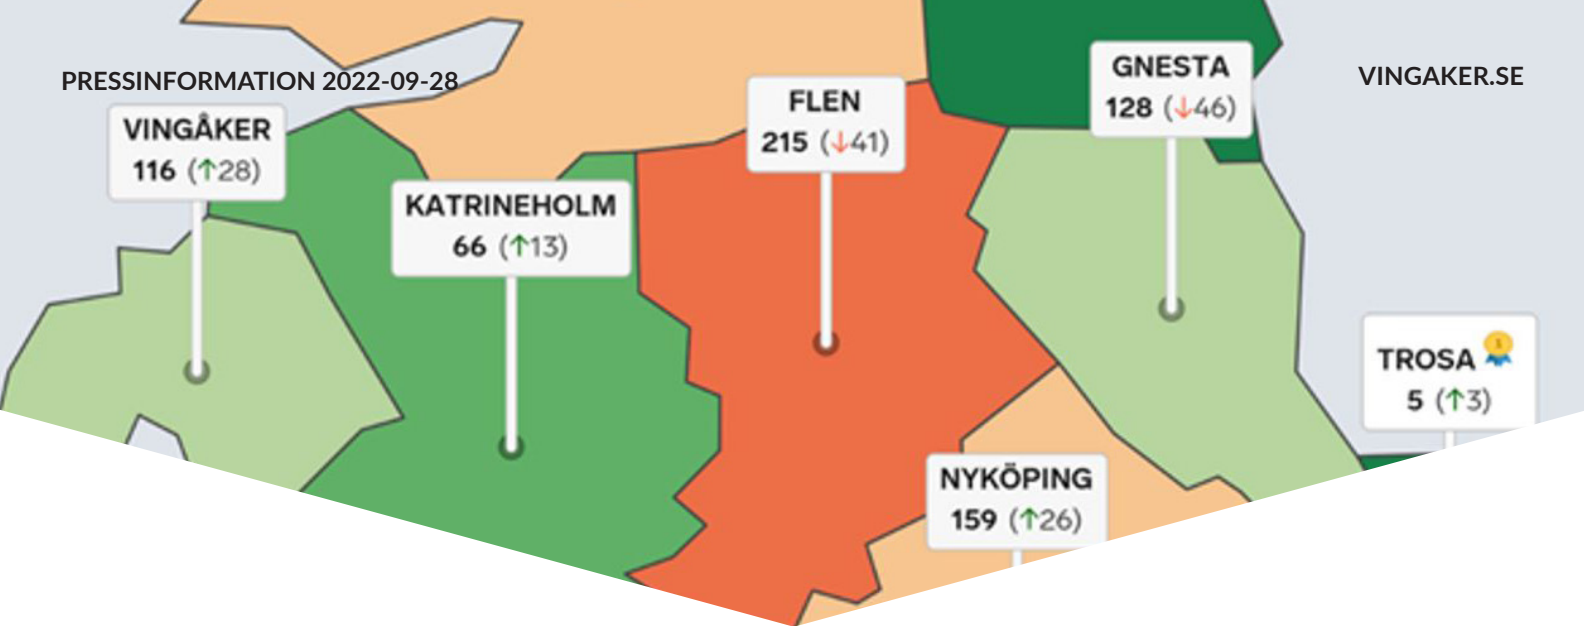 PRESSINFORMATION 2022-09-28
VINGAKER.SE
VINGÅKER
116 (↑28)
KATRINEHOLM
66 (↑13)
FLEN
215 (↓41)
GNESTA
128 (↓46)
TROSA
5 (↑3)
NYKÖPING
159 (↑26)